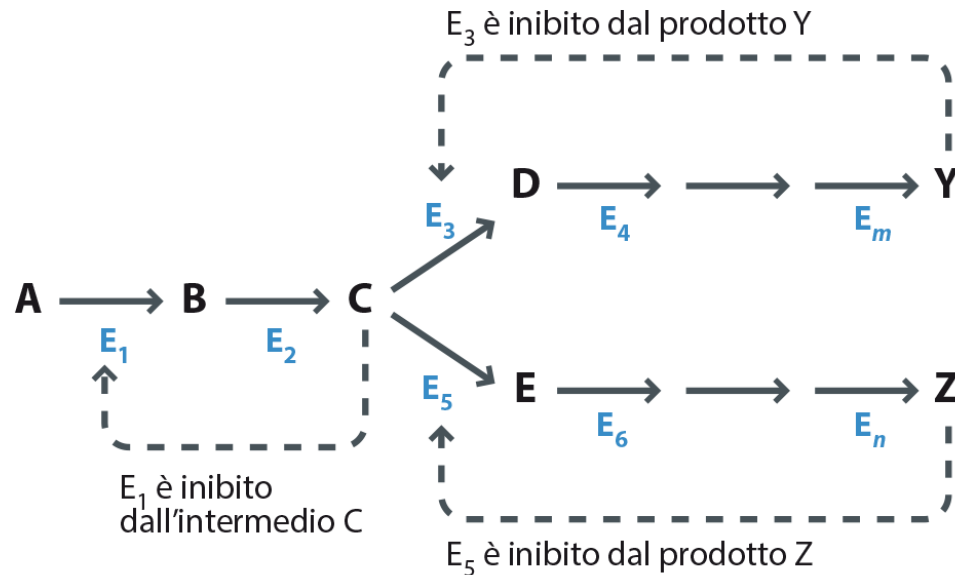 E₃ è inibito dal prodotto Y
D
Y
E₃
E₄
Eₘ
A
B
C
E₁
E₂
E₅
E
Z
E₆
Eₙ
E₁ è inibito
dall'intermedio C
E₅ è inibito dal prodotto Z